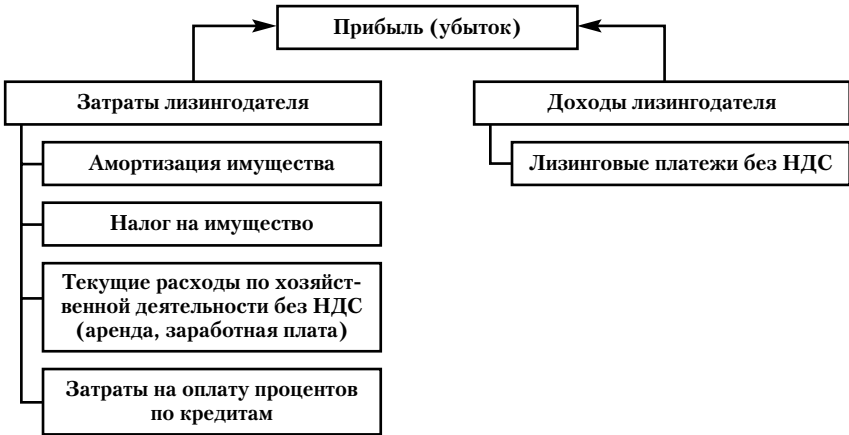 Прибыль (убыток)
Затраты лизингодателя
Амортизация имущества
Налог на имущество
Текущие расходы по хозяйст-
венной деятельности без НДС
(аренда, заработная плата)
Затраты на оплату процентов
по кредитам
Доходы лизингодателя
Лизинговые платежи без НДС